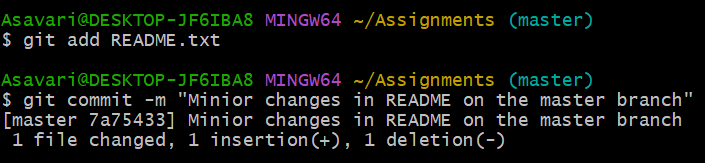 Asavari@DESKTOP-JF6IBA8 MINGW64 ~/Assignments (master)
$ git add README.txt
Asavari@DESKTOP-JF6IBA8 MINGW64 ~/Assignments (master)
$ git commit -m "Minior changes in README on the master branch"
[master 7a75433] Minior changes in README on the master branch
1 file changed, 1 insertion(+), 1 deletion(-)